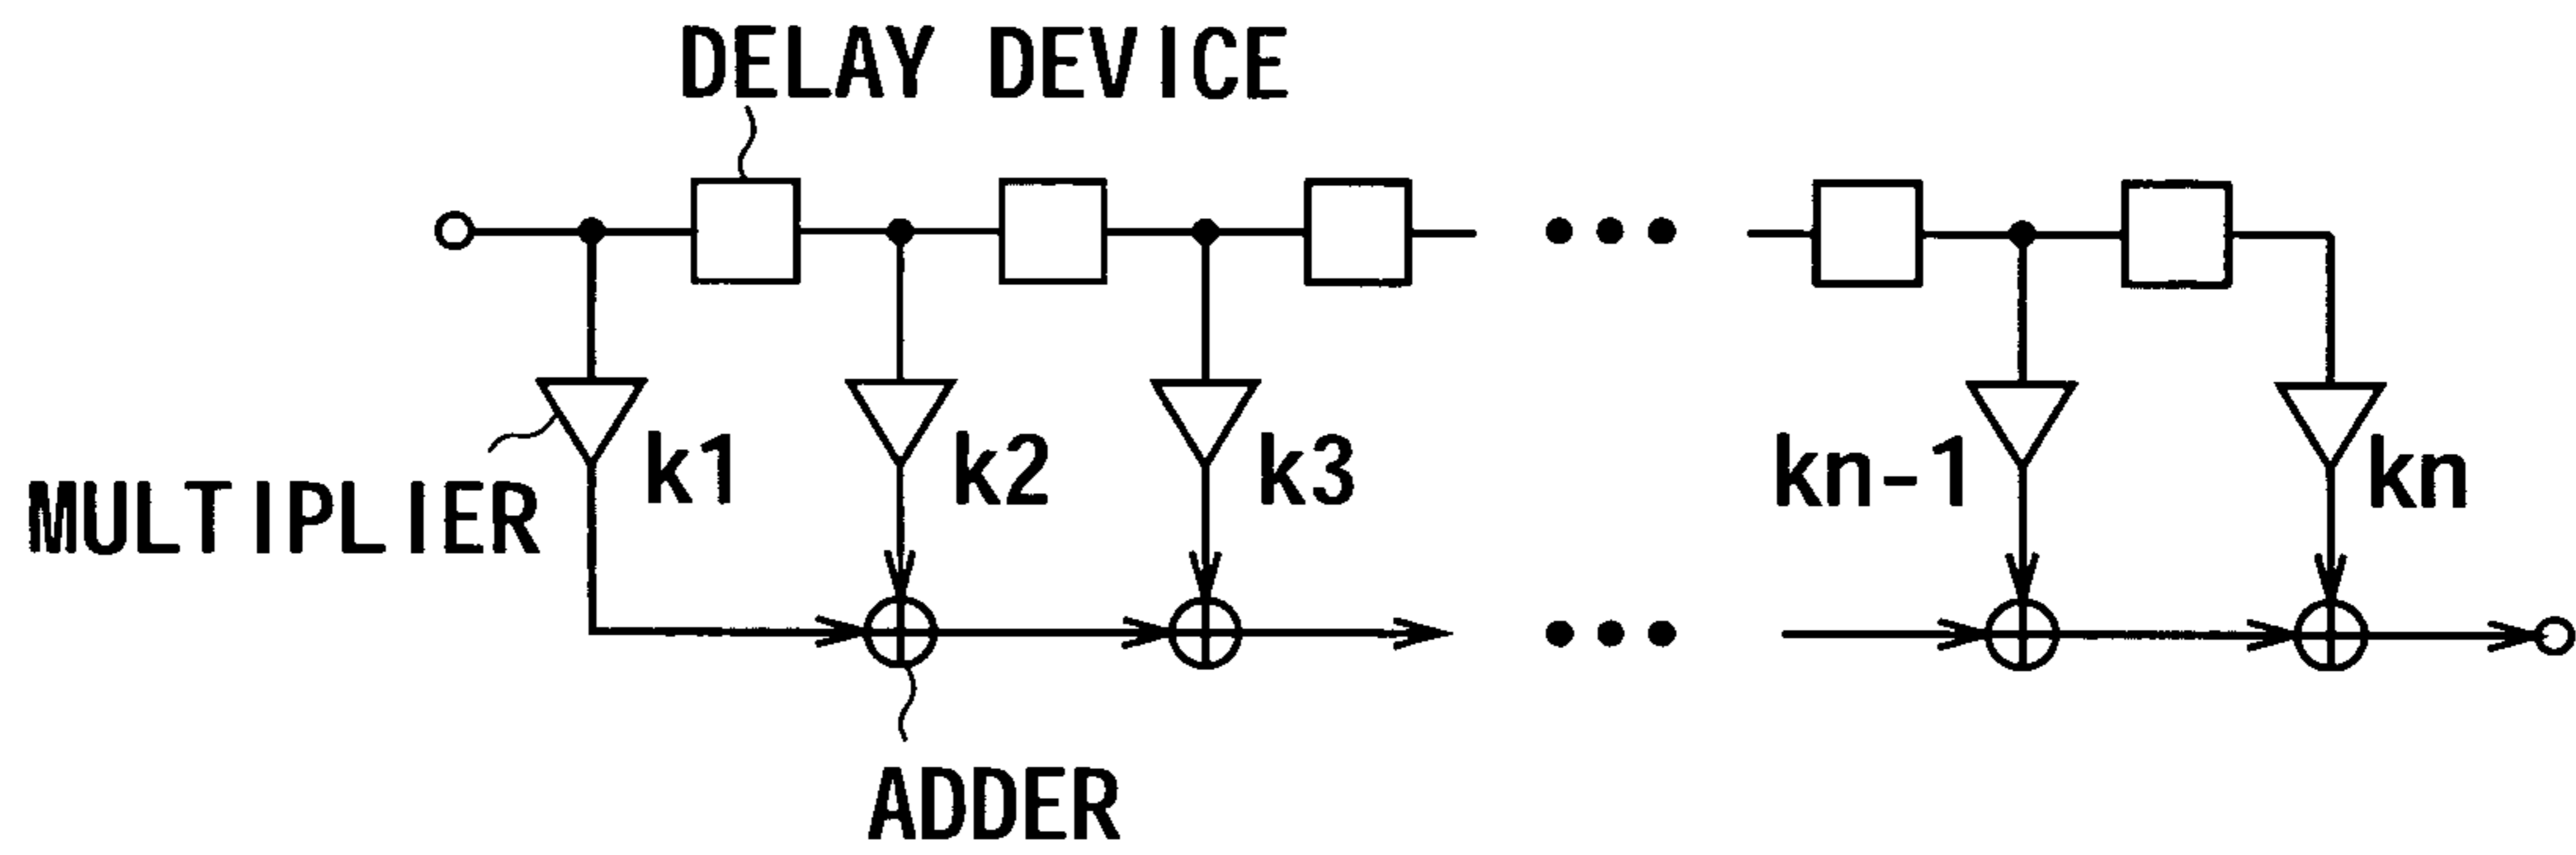 DELAY DEVICE
k1
k2
k3
kn-1
kn
MULTIPLIER
ADDER